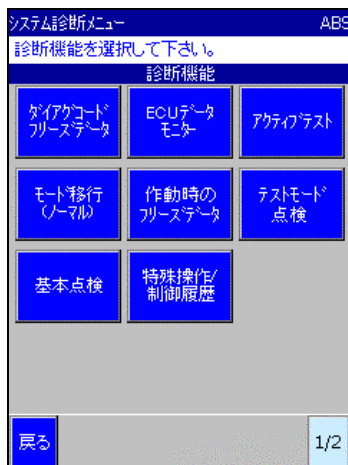 システム診断メニュー ABS
診断機能を選択して下さい。
診断機能
ダイアグコード
フリーズデータ
ECUデータ
モニター
アクティブテスト
モード移行
(ノーマル)
作動時の
フリーズデータ
テストモード
点検
基本点検
特殊操作/
制御履歴
戻る
1/2